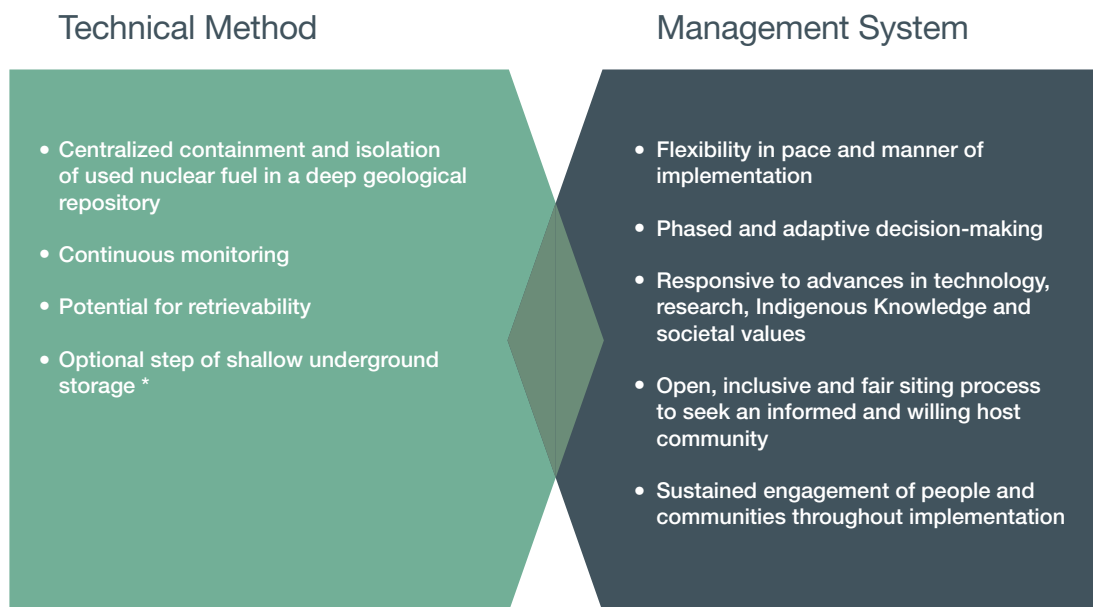 Technical Method
• Centralized containment and isolation
of used nuclear fuel in a deep geological
repository
• Continuous monitoring
• Potential for retrievability
• Optional step of shallow underground
storage *
Management System
• Flexibility in pace and manner of
implementation
• Phased and adaptive decision-making
• Responsive to advances in technology,
research, Indigenous Knowledge and
societal values
• Open, inclusive and fair siting process
to seek an informed and willing host
community
• Sustained engagement of people and
communities throughout implementation